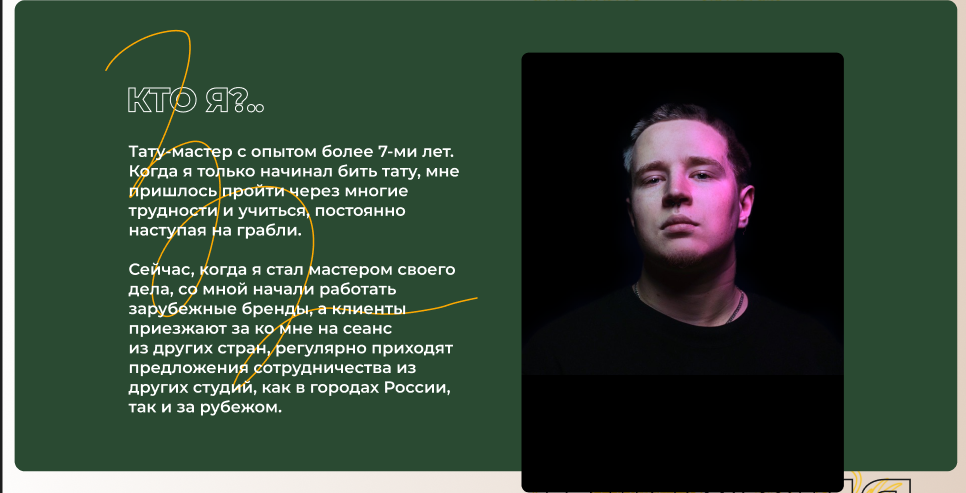 КТО Я?..
Тату-мастер с опытом более 7-ми лет.
Когда я только начинал бить тату, мне
пришлось пройти через многие
трудности и учиться, постоянно
наступая на грабли.
Сейчас, когда я стал мастером своего
дела, со мной начали работать
зарубежные бренды, а клиенты
приезжают за ко мне на сеанс
из других стран, регулярно приходят
предложения сотрудничества из
других студий, как в городах России,
так и за рубежом.